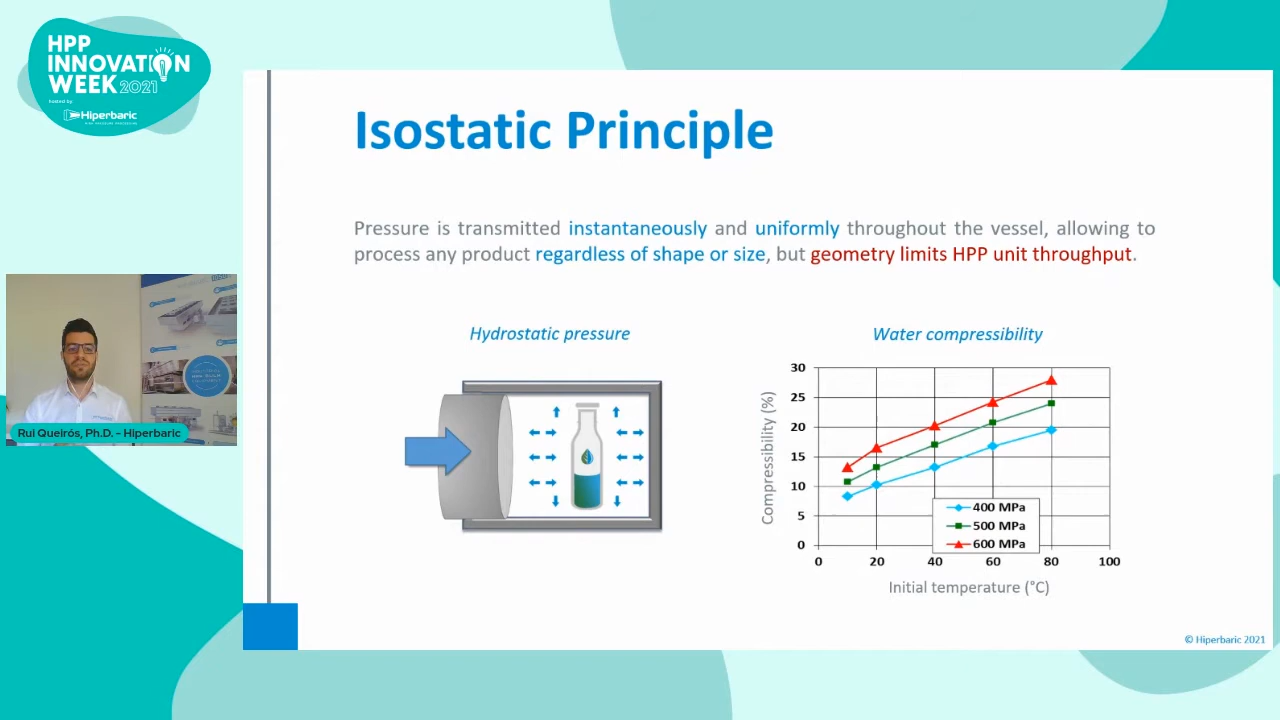 HPP
INNOVATION
WEEK 2021
hosted by
Hiperbaric
Isostatic Principle
Pressure is transmitted instantaneously and uniformly throughout the vessel, allowing to
process any product regardless of shape or size, but geometry limits HPP unit throughput.
Hydrostatic pressure
Water compressibility
Compressibility (%)
30
25
20
15
10
5
0
400 MPa
500 MPa
600 MPa
0 20 40 60 80 100
Initial temperature (°C)
Rui Queirós, Ph.D. - Hiperbaric
© Hiperbaric 2021